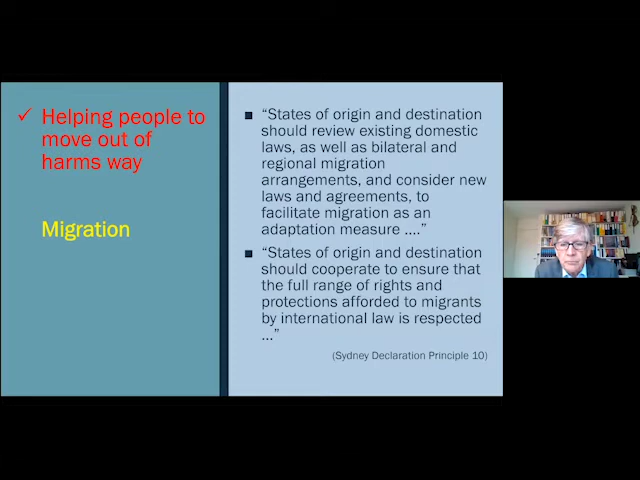 ✓ Helping people to
move out of
harms way
Migration
■ “States of origin and destination
should review existing domestic
laws, as well as bilateral and
regional migration
arrangements, and consider new
laws and agreements, to
facilitate migration as an
adaptation measure ....”
■ “States of origin and destination
should cooperate to ensure that
the full range of rights and
protections afforded to migrants
by international law is respected
...”
(Sydney Declaration Principle 10)